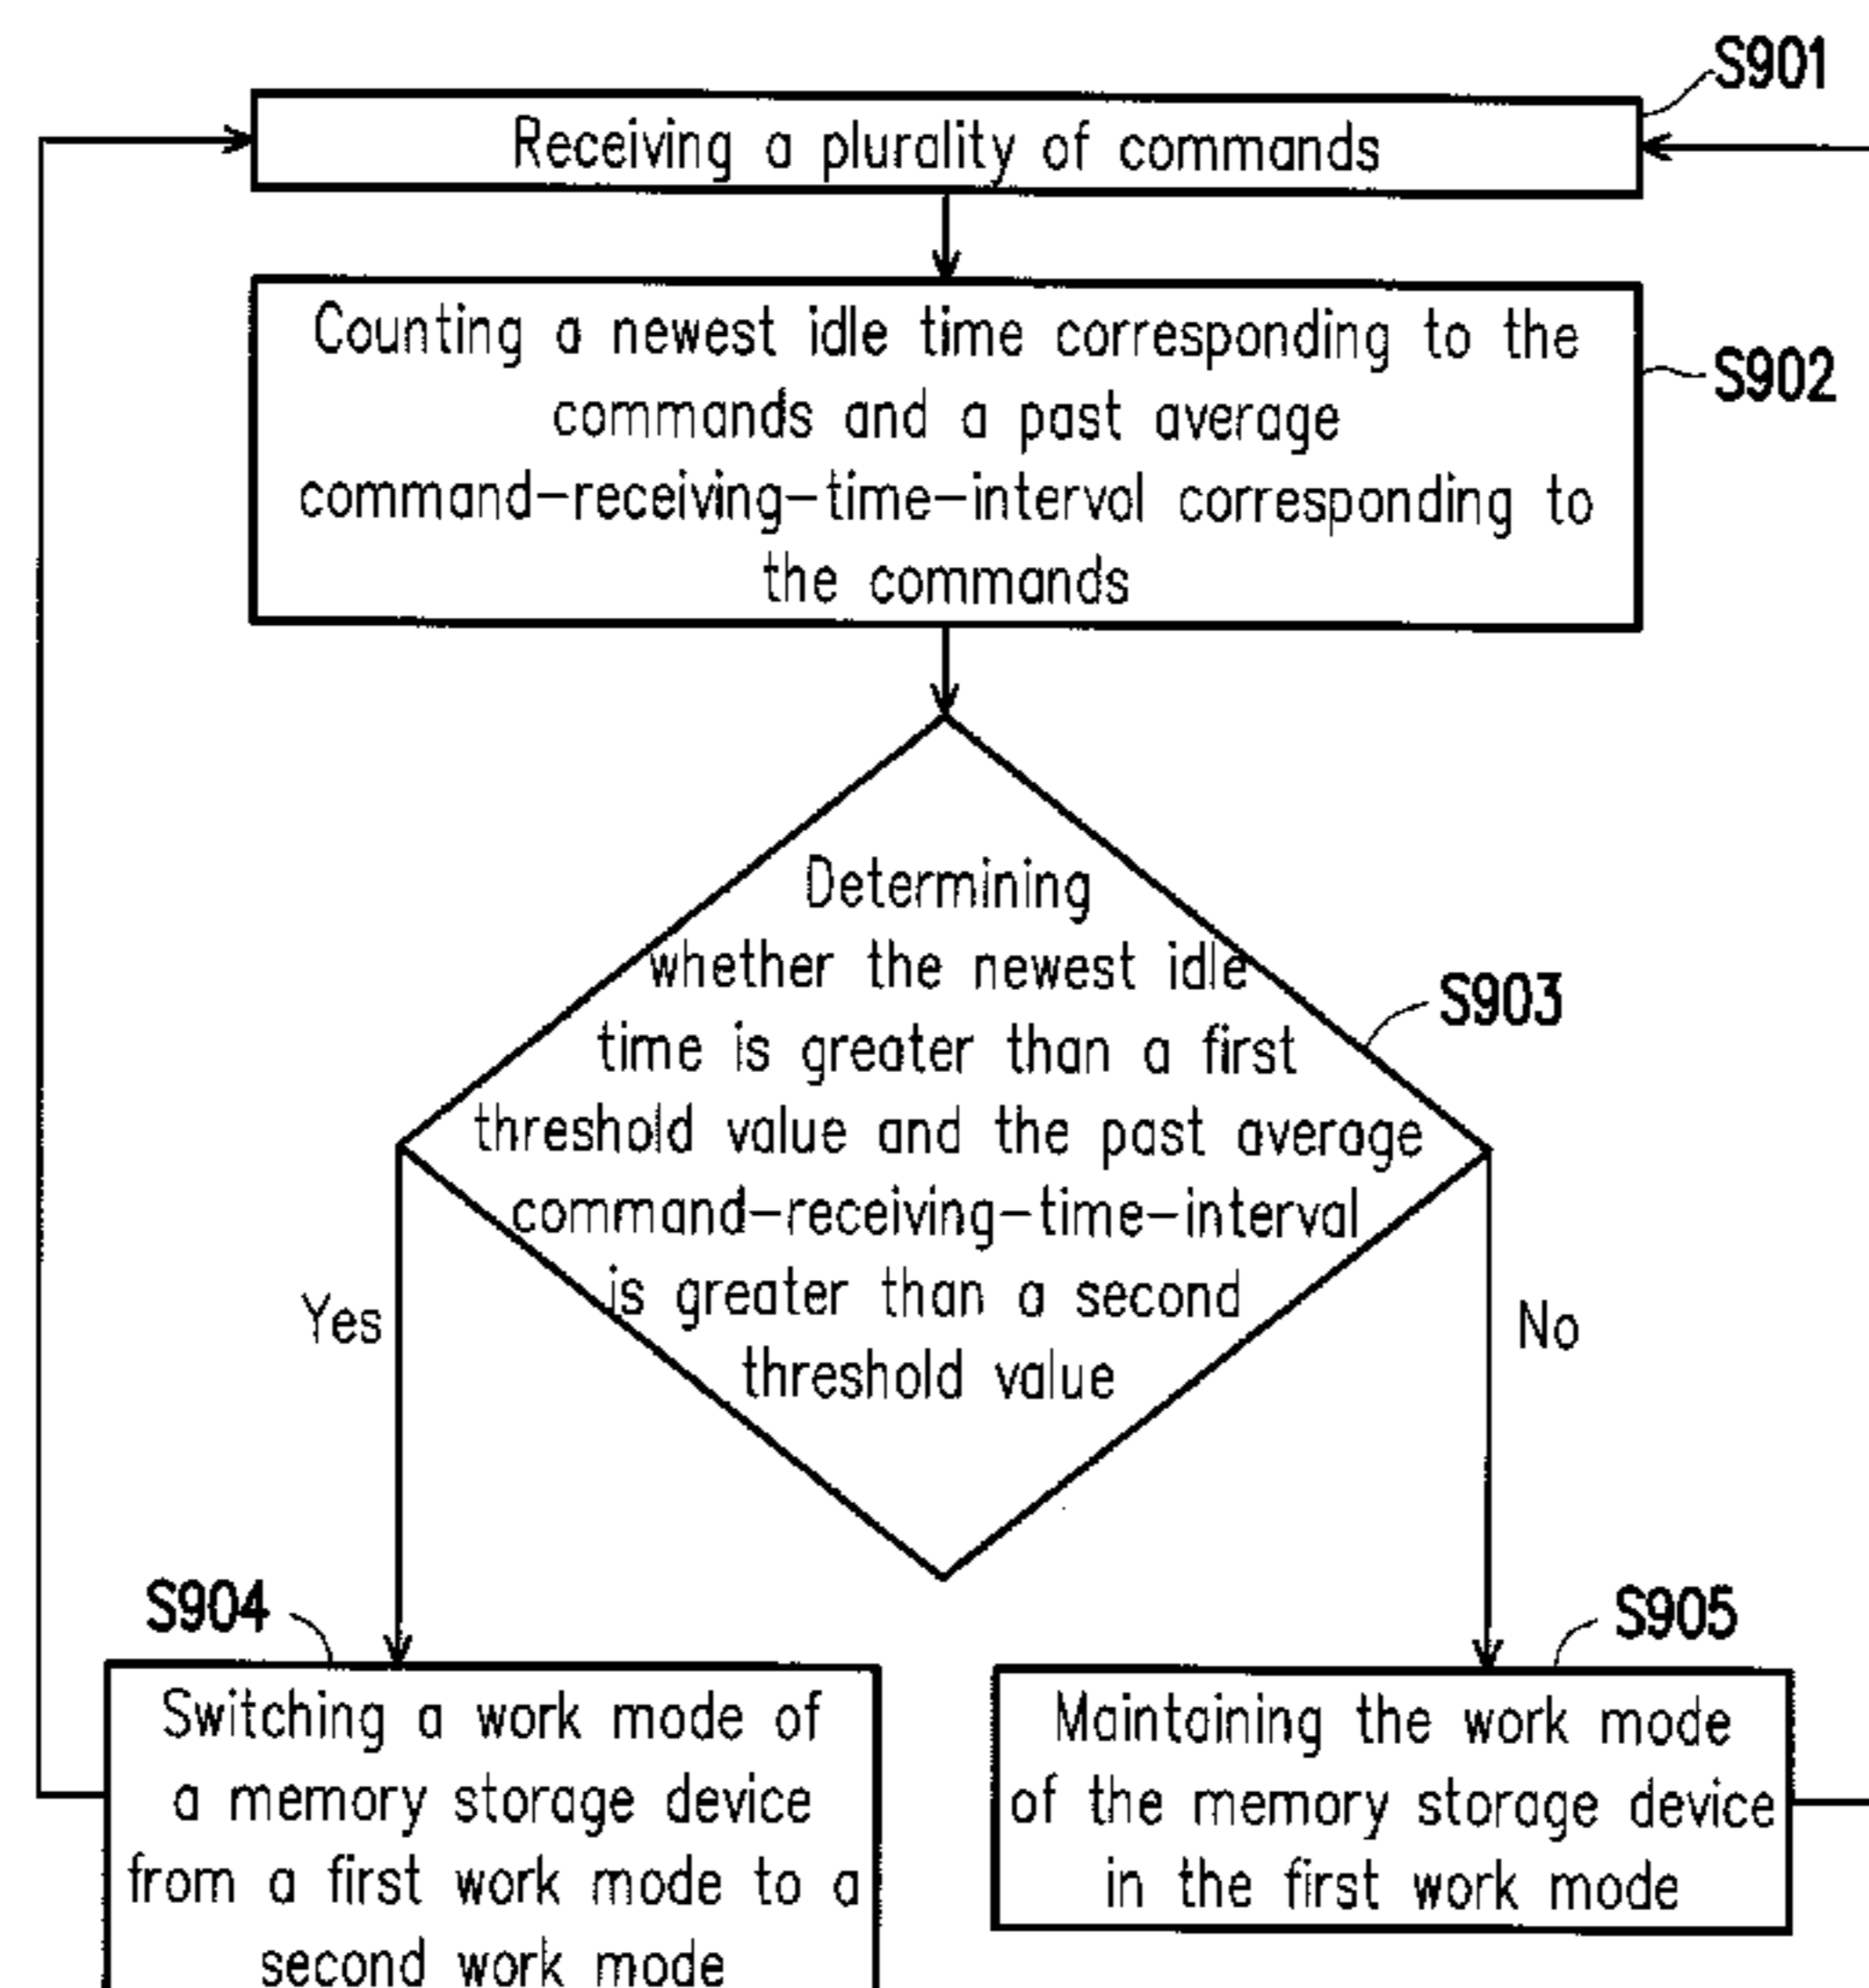 S901
Receiving a plurality of commands
Counting a newest idle time corresponding to the
commands and a past average
command-receiving-time-interval corresponding to
the commands
S902
Determining
whether the newest idle
time is greater than a first
threshold value and the past average
command-receiving-time-interval
is greater than a second
threshold value
S903
Yes
No
S904
Switching a work mode of
a memory storage device
from a first work mode to a
second work mode
S905
Maintaining the work mode
of the memory storage device
in the first work mode